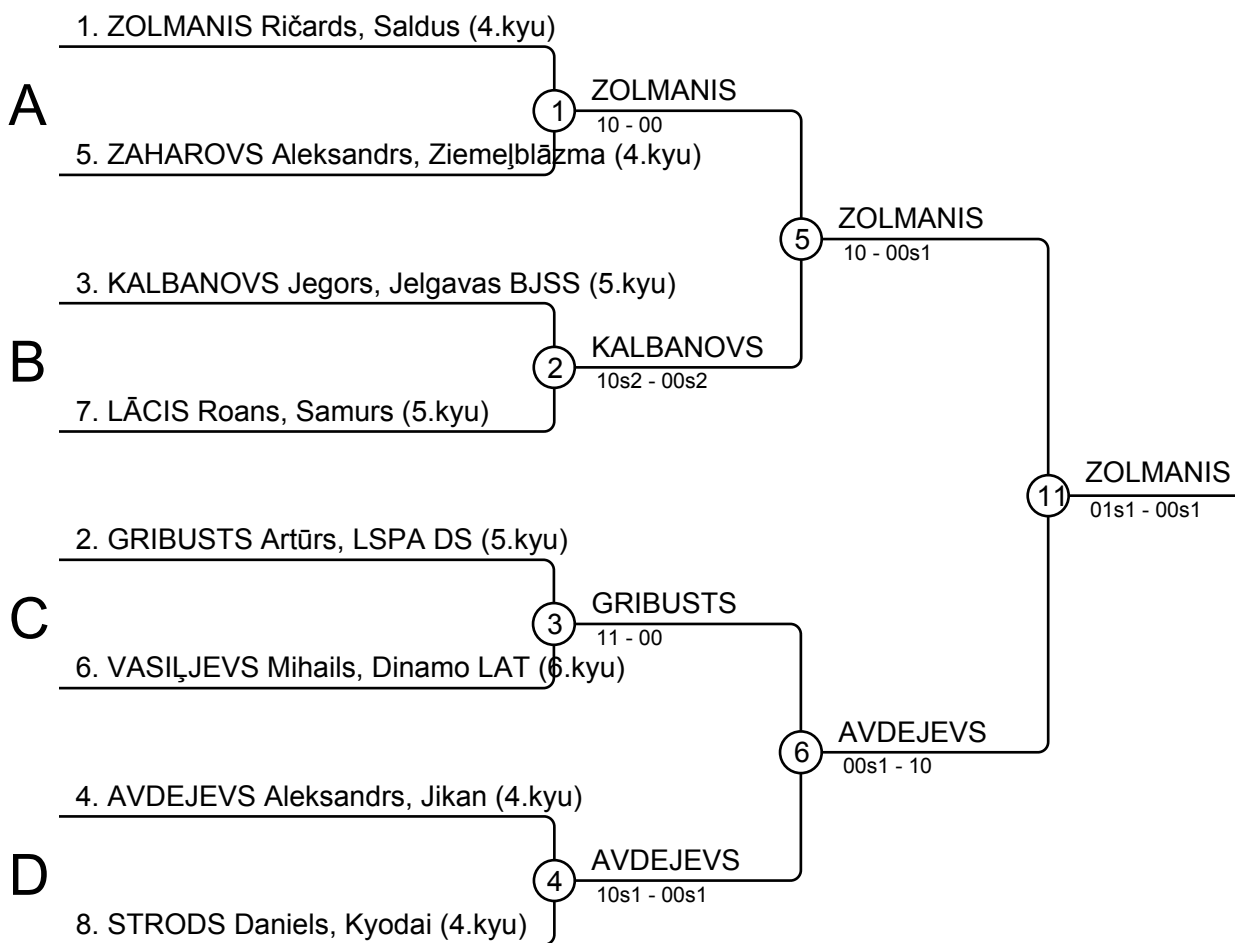 1. ZOLMANIS Ričards, Saldus (4.kyu)
A
1
ZOLMANIS
10 - 00
5. ZAHAROVS Aleksandrs, Ziemeļblāzma (4.kyu)
5
ZOLMANIS
10 - 00s1
3. KALBANOVS Jegors, Jelgavas BJSS (5.kyu)
B
2
KALBANOVS
10s2 - 00s2
7. LĀCIS Roans, Samurs (5.kyu)
11
ZOLMANIS
01s1 - 00s1
2. GRIBUSTS Artūrs, LSPA DS (5.kyu)
C
3
GRIBUSTS
11 - 00
6. VASIĻJEVS Mihails, Dinamo LAT (6.kyu)
6
AVDEJEVS
00s1 - 10
4. AVDEJEVS Aleksandrs, Jikan (4.kyu)
D
4
AVDEJEVS
10s1 - 00s1
8. STRODS Daniels, Kyodai (4.kyu)